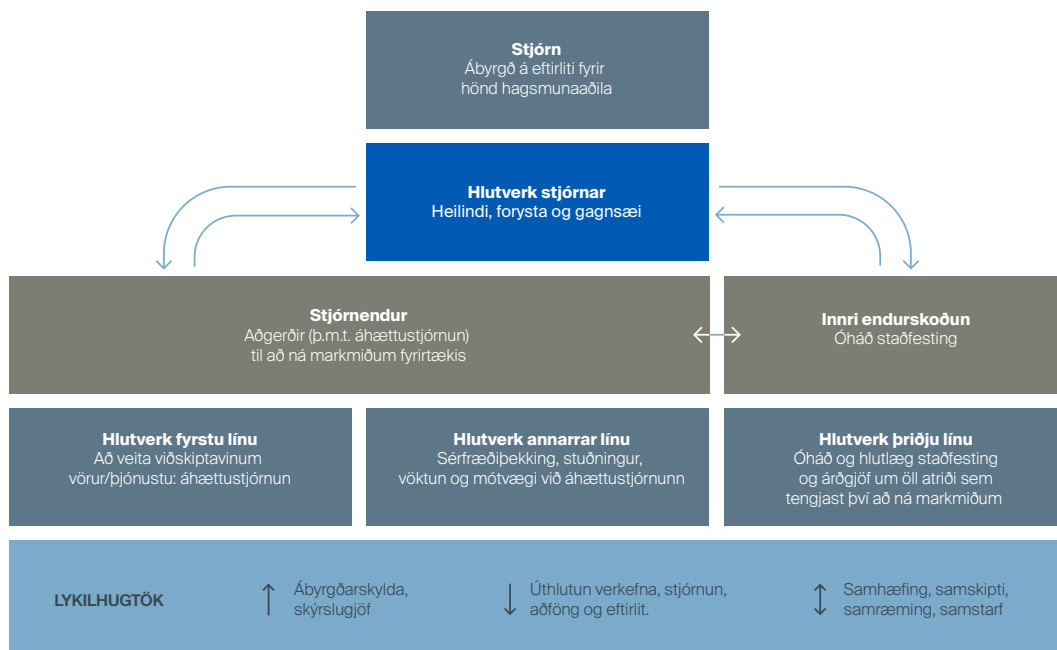 Stjórn
Ábyrgð á eftirliti fyrir
hönd hagsmunaaðila
Hlutverk stjórnar
Heilindi, forysta og gagnsæi
Stjórnendur
Aðgerðir (þ.m.t. áhættustjórnun)
til að ná markmiðum fyrirtækis
Innri endurskoðun
Óháð staðfesting
Hlutverk fyrstu línu
Að veita viðskiptavinum
vörur/þjónustu: áhættustjórnun
Hlutverk annarrar línu
Sérfræðiþekking, stuðningur,
vöktun og mótvægi við áhættustjórnunn
Hlutverk þriðju línu
Óháð og hlutlæg staðfesting
og árðgjöf um öll atriði sem
tengjast því að ná markmiðum
LYKILHUGTÖK
Ábyrgðarskylda,
skýrslugjöf
Úthlutun verkefna, stjórnun,
aðföng og eftirlit.
Samhæfing, samskipti,
samræming, samstarf